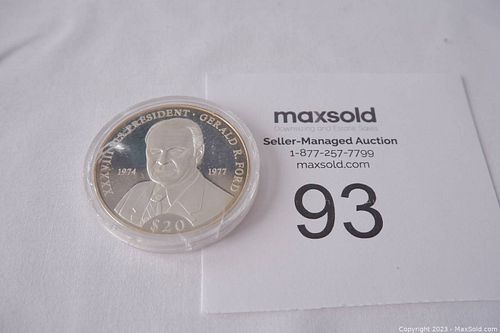 XXXVIII PRESIDENT · GERALD R. FORD
1974 1977
$20
maxsold
Downsizing and Estate Sales
Seller-Managed Auction
1-877-257-7799
maxsold.com
93
Copyright 2023 - MaxSold.com